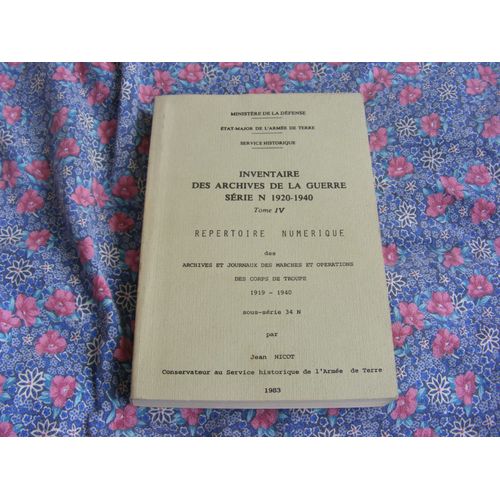 MINISTÈRE DE LA DÉFENSE
ÉTAT-MAJOR DE L'ARMÉE DE TERRE
SERVICE HISTORIQUE
INVENTAIRE
DES ARCHIVES DE LA GUERRE
SÉRIE N 1920-1940
Tome IV
REPERTOIRE NUMERIQUE
des
ARCHIVES ET JOURNAUX DES MARCHES ET OPERATIONS
DES CORPS DE TROUPE
1919 - 1940
sous-série 34 N
par
Jean NICOT
Conservateur au Service historique de l'Armée de Terre
1983